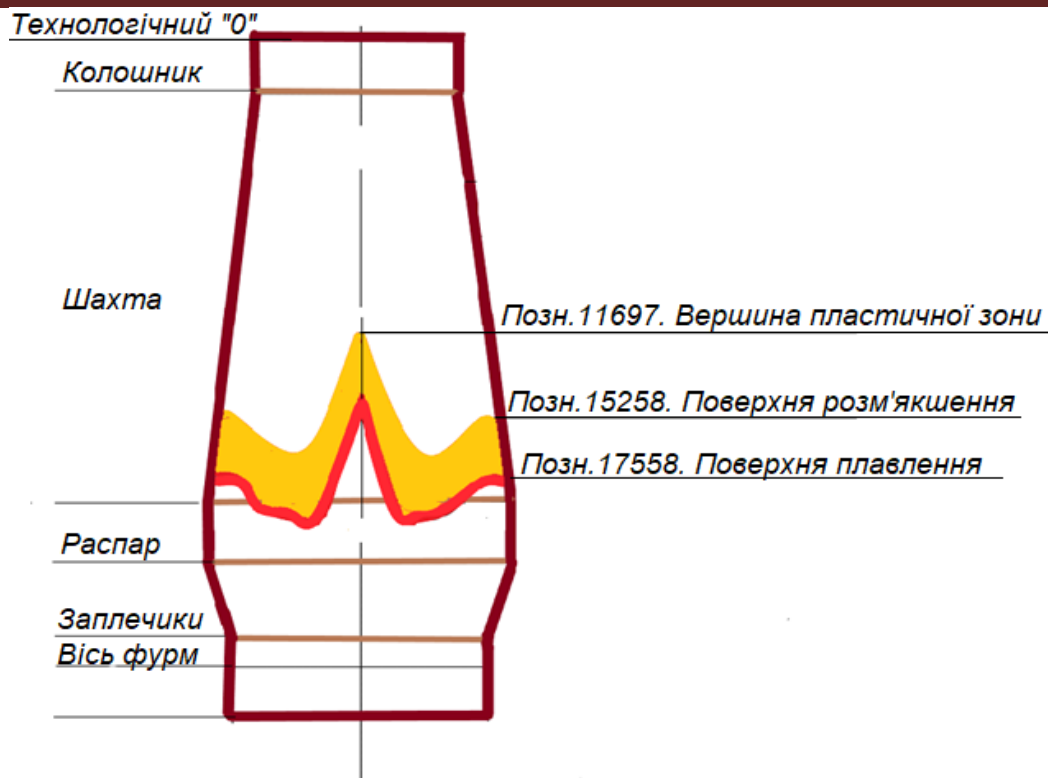 Технологічний "0"
Колошник
Шахта
Позн.11697. Вершина пластичної зони
Позн.15258. Поверхня розм'якшення
Позн.17558. Поверхня плавлення
Распар
Заплечики
Вісь фурм